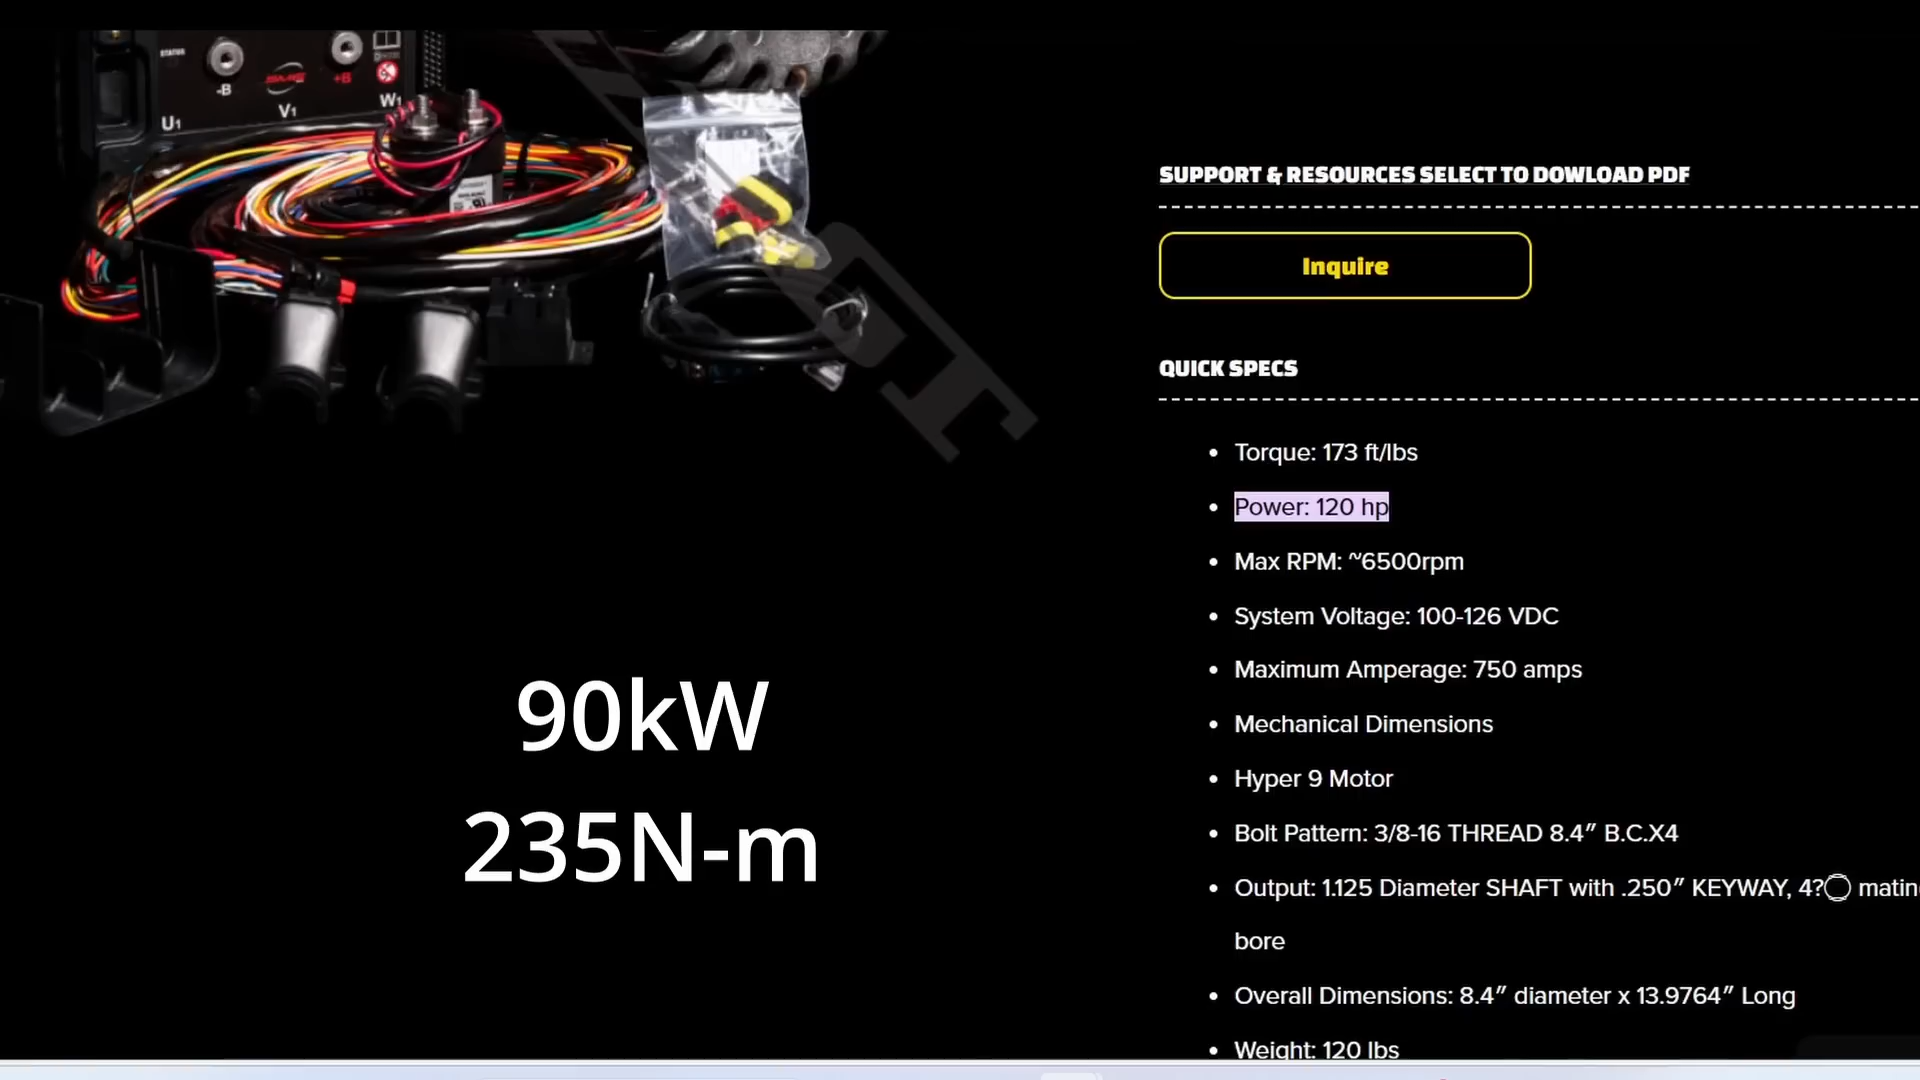 STATUS
-B
+B
U1
V1
W1
SUPPORT & RESOURCES SELECT TO DOWLOAD PDF
Inquire
QUICK SPECS
• Torque: 173 ft/lbs
• Power: 120 hp
• Max RPM: ~6500rpm
• System Voltage: 100-126 VDC
• Maximum Amperage: 750 amps
• Mechanical Dimensions
• Hyper 9 Motor
• Bolt Pattern: 3/8-16 THREAD 8.4″ B.C.X4
• Output: 1.125 Diameter SHAFT with .250″ KEYWAY, 4?
bore
• Overall Dimensions: 8.4″ diameter x 13.9764″ Long
• Weight: 120 lbs
90kW
235N-m